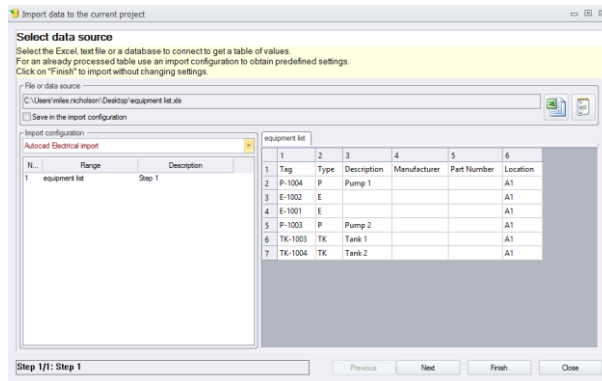 Import data to the current project
Select data source
Select the Excel, text file or a database to connect to get a table of values.
For an already processed table use an import configuration to obtain predefined settings.
Click on "Finish" to import without changing settings.
File or data source
C:\Users\miles.nicholson\Desktop\equipment list.xls
Save in the import configuration
Import configuration
Autocad Electrical import
N... Range Description
1 equipment list Step 1
equipment list
1 2 3 4 5 6
1 Tag Type Description Manufacturer Part Number Location
2 P-1004 P Pump 1 A1
3 E-1002 E A1
4 E-1001 E A1
5 P-1003 P Pump 2 A1
6 TK-1003 TK Tank 1 A1
7 TK-1004 TK Tank 2 A1
Step 1/1: Step 1
Previous Next Finish Close